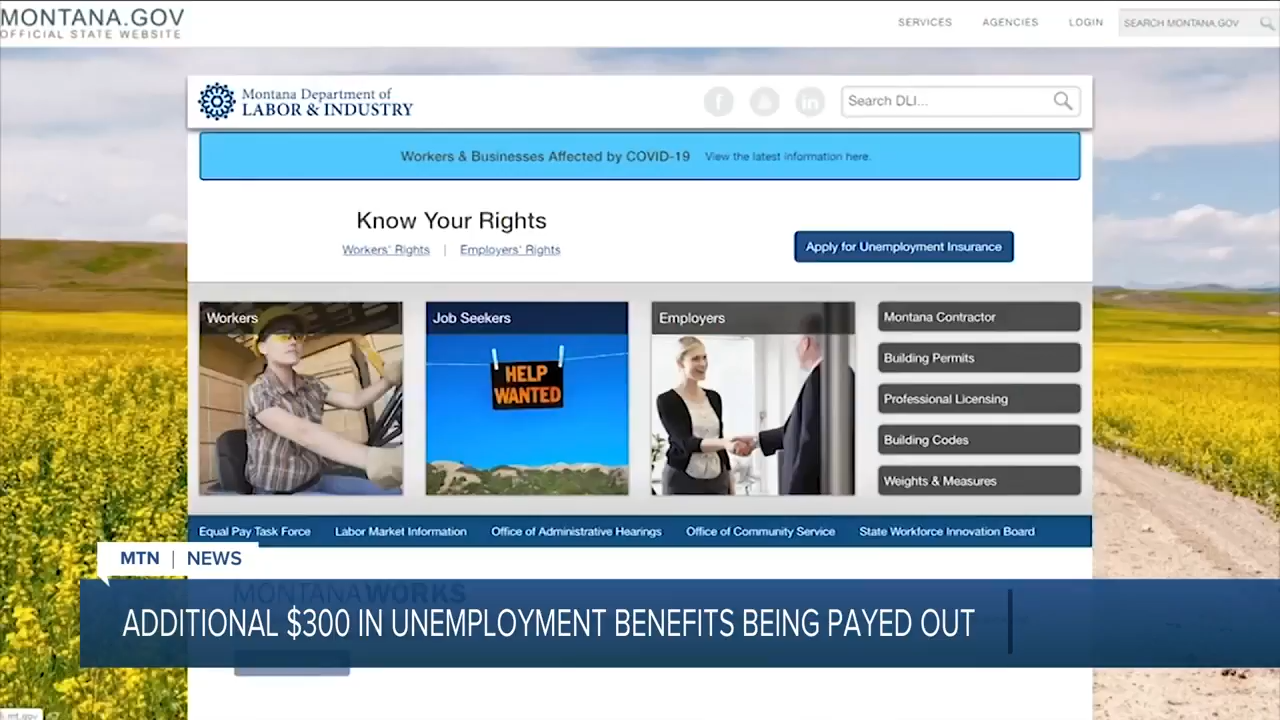 MONTANA.GOV
OFFICIAL STATE WEBSITE
SERVICES AGENCIES LOGIN SEARCH MONTANA.GOV
Montana Department of
LABOR & INDUSTRY
f in Search DLI...
Workers & Businesses Affected by COVID-19 View the latest information here.
Know Your Rights
Workers' Rights | Employers' Rights
Apply for Unemployment Insurance
Workers
Job Seekers
HELP
WANTED
Employers
Montana Contractor
Building Permits
Professional Licensing
Building Codes
Weights & Measures
Equal Pay Task Force Labor Market Information Office of Administrative Hearings Office of Community Service State Workforce Innovation Board
MTN | NEWS
MONTANAWORKS
ADDITIONAL $300 IN UNEMPLOYMENT BENEFITS BEING PAYED OUT
mt.gov